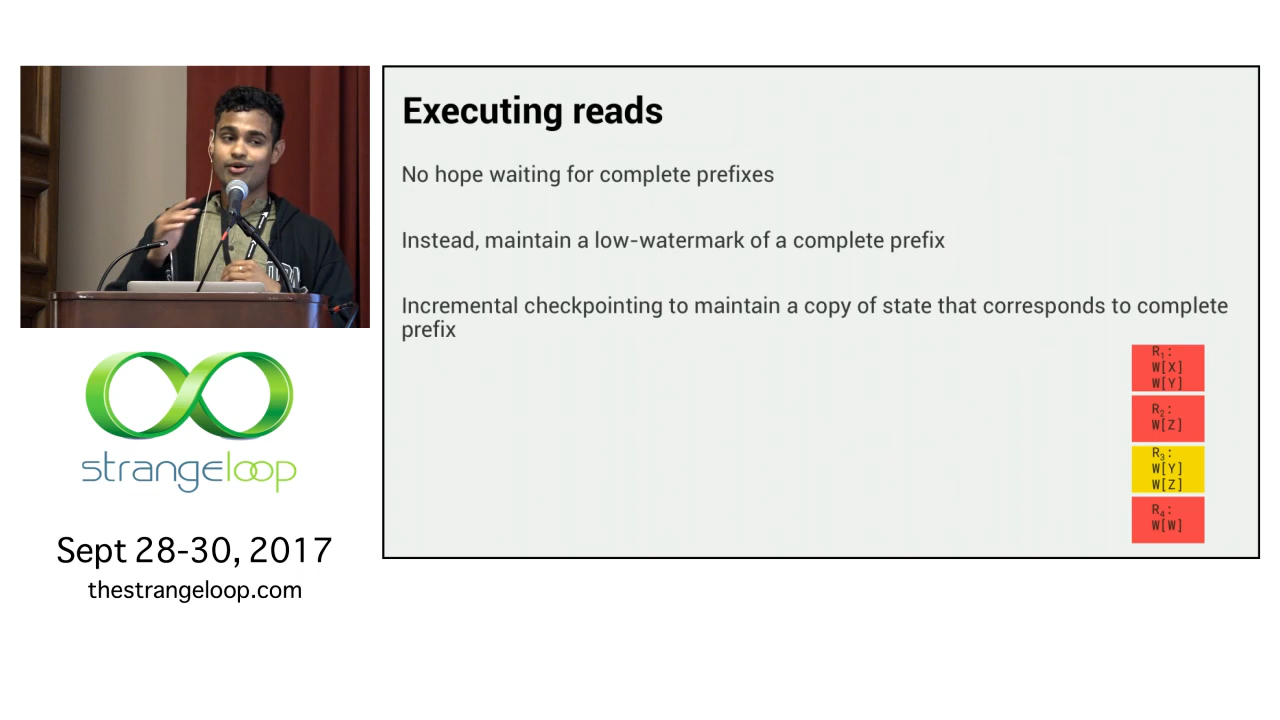 Executing reads
No hope waiting for complete prefixes
Instead, maintain a low-watermark of a complete prefix
Incremental checkpointing to maintain a copy of state that corresponds to complete
prefix
R₁:
W[X]
W[Y]
R₂:
W[Z]
R₃:
W[Y]
W[Z]
R₄:
W[W]
strangeloop
Sept 28-30, 2017
thestrangeloop.com